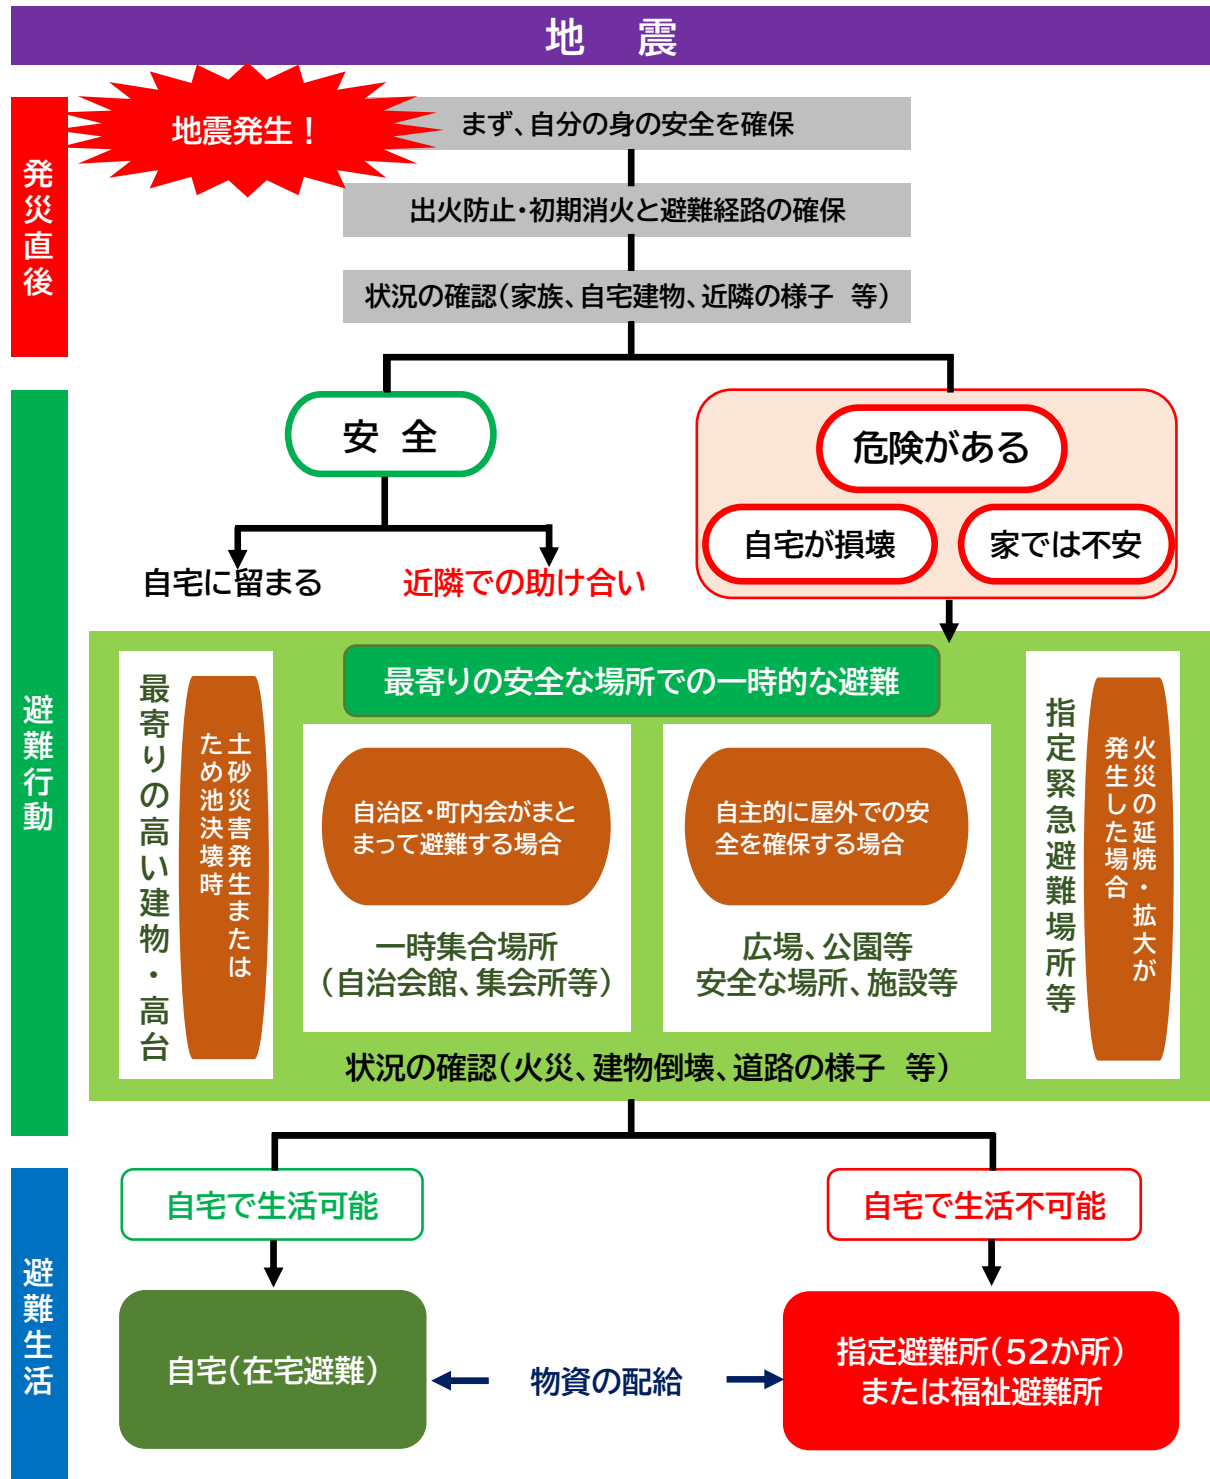 地　震
発災直後
地震発生！
まず、自分の身の安全を確保
出火防止・初期消火と避難経路の確保
状況の確認（家族、自宅建物、近隣の様子　等）
避難行動
安　全
危険がある
自宅が損壊
家では不安
自宅に留まる
近隣での助け合い
最寄りの安全な場所での一時的な避難
最寄りの高い建物・高台
土砂災害発生または
ため池決壊時
自治区・町内会がまと
まって避難する場合
一時集合場所
（自治会館、集会所等）
自主的に屋外での安
全を確保する場合
広場、公園等
安全な場所、施設等
指定緊急避難場所等
火災の延焼・拡大が
発生した場合
状況の確認（火災、建物倒壊、道路の様子　等）
避難生活
自宅で生活可能
自宅で生活不可能
自宅（在宅避難）
物資の配給
指定避難所（52か所）
または福祉避難所